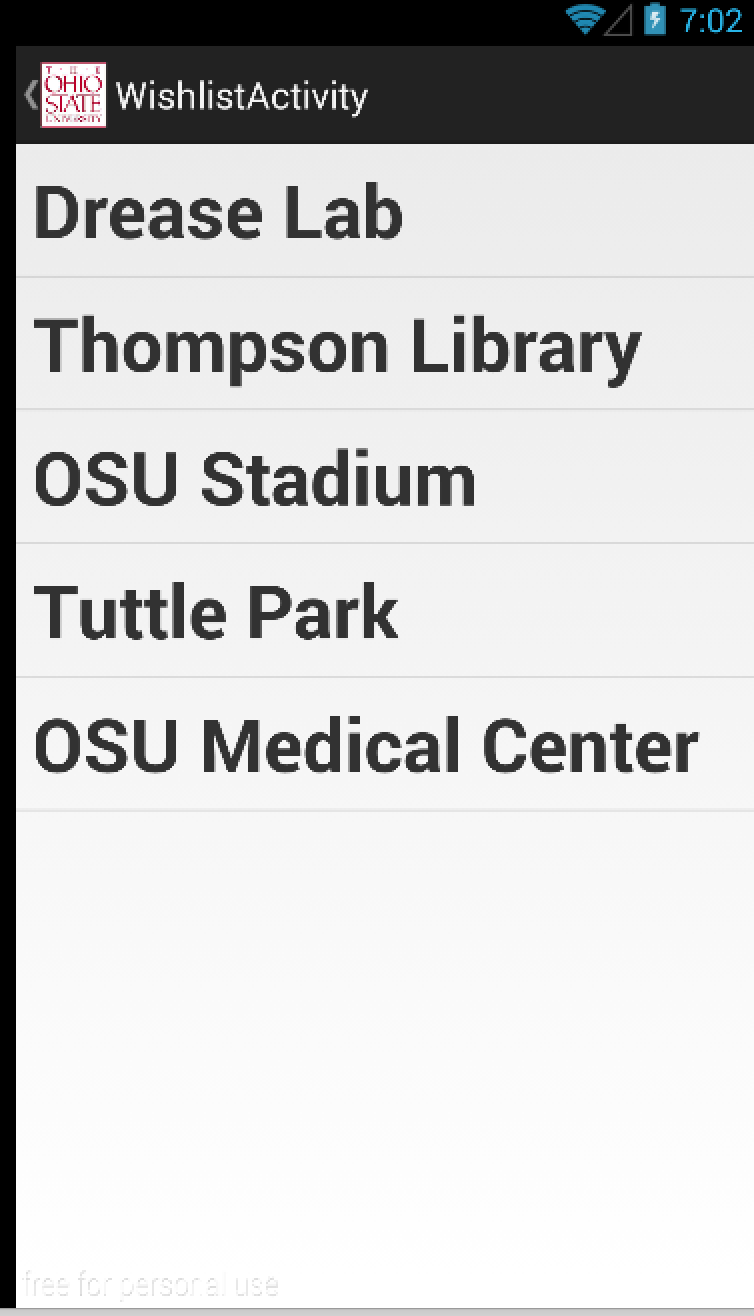 7:02
THE
OHIO
STATE
UNIVERSITY
WishlistActivity
Drease Lab
Thompson Library
OSU Stadium
Tuttle Park
OSU Medical Center
free for personal use